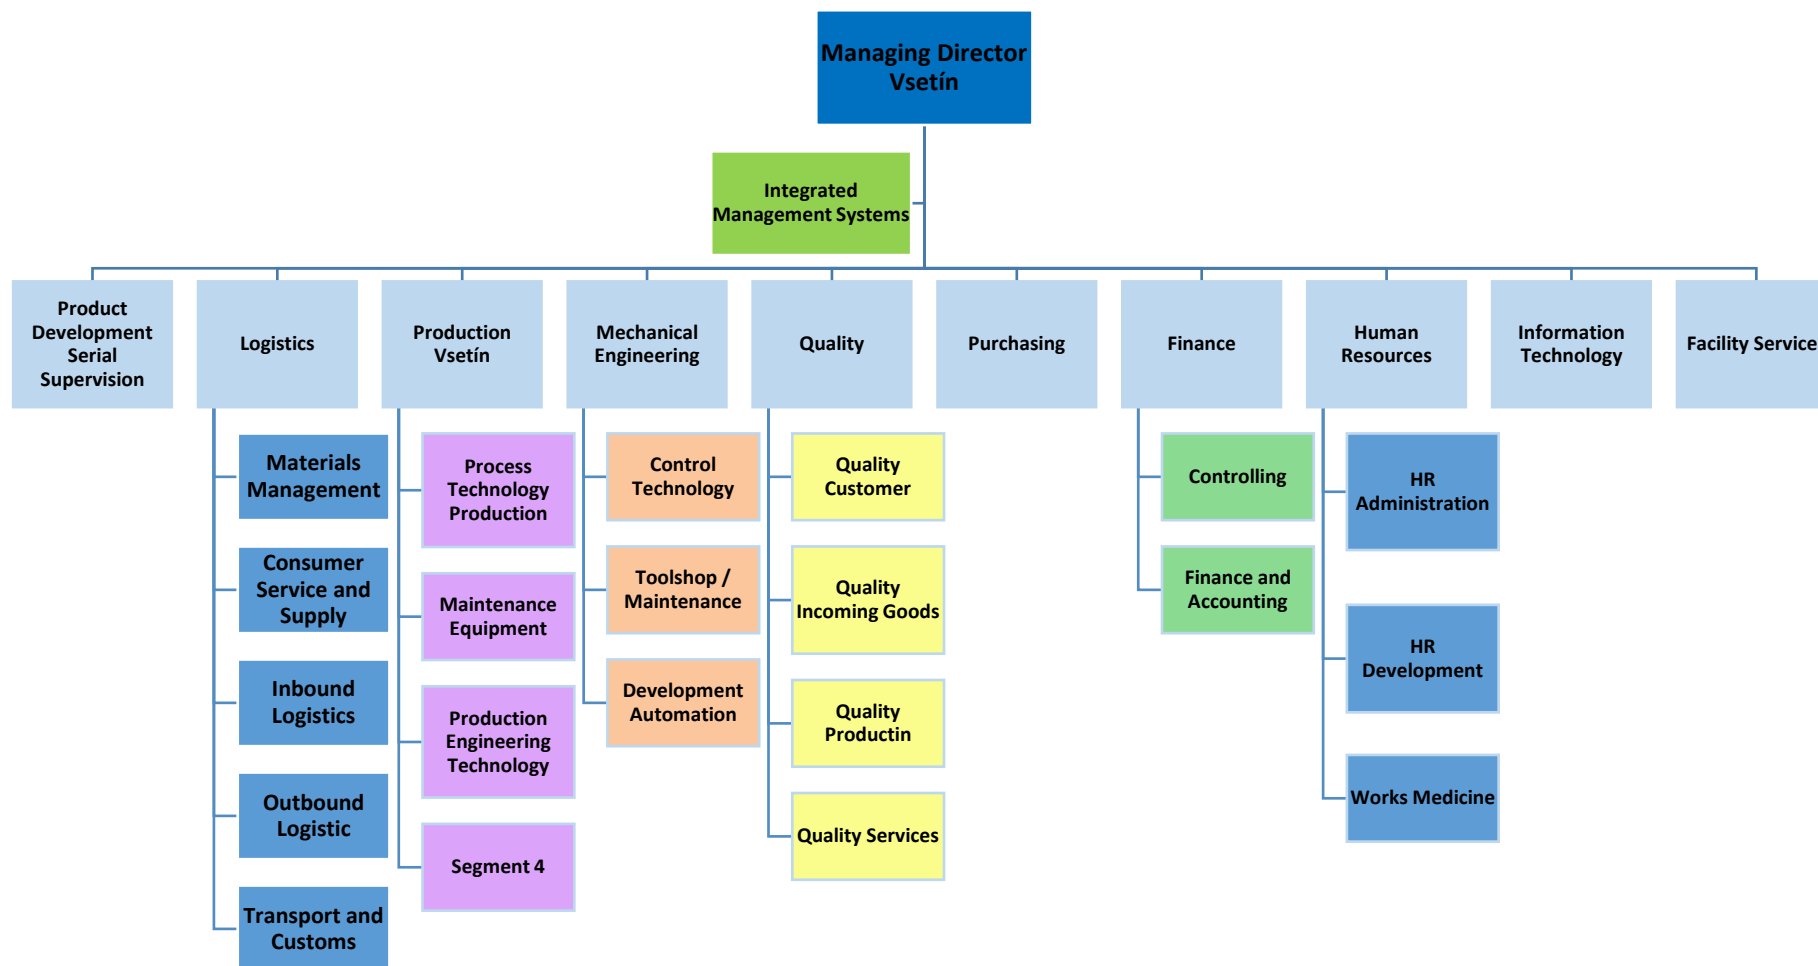 Managing Director
Vsetín
Integrated
Management Systems
Product
Development
Serial
Supervision
Logistics
Production
Vsetín
Mechanical
Engineering
Quality
Purchasing
Finance
Human
Resources
Information
Technology
Facility Service
Materials
Management
Consumer
Service and
Supply
Inbound
Logistics
Outbound
Logistic
Transport and
Customs
Process
Technology
Production
Maintenance
Equipment
Production
Engineering
Technology
Segment 4
Control
Technology
Toolshop /
Maintenance
Development
Automation
Quality
Customer
Quality
Incoming Goods
Quality
Productin
Quality Services
Controlling
Finance and
Accounting
HR
Administration
HR
Development
Works Medicine